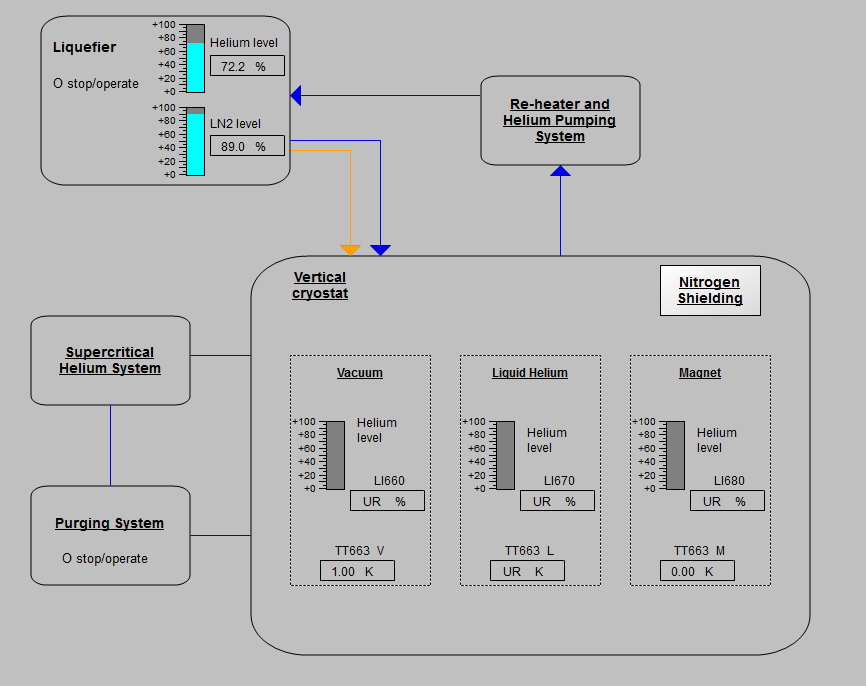 Liquefier
O stop/operate
+100
+80
+60
+40
+20
+0
Helium level
72.2 %
+100
+80
+60
+40
+20
+0
LN2 level
89.0 %
Re-heater and
Helium Pumping
System
Vertical
cryostat
Nitrogen
Shielding
Supercritical
Helium System
Purging System
O stop/operate
Vacuum
+100
+80
+60
+40
+20
+0
Helium
level
LI660
UR %
TT663 V
1.00 K
Liquid Helium
+100
+80
+60
+40
+20
+0
Helium
level
LI670
UR %
TT663 L
UR K
Magnet
+100
+80
+60
+40
+20
+0
Helium
level
LI680
UR %
TT663 M
0.00 K